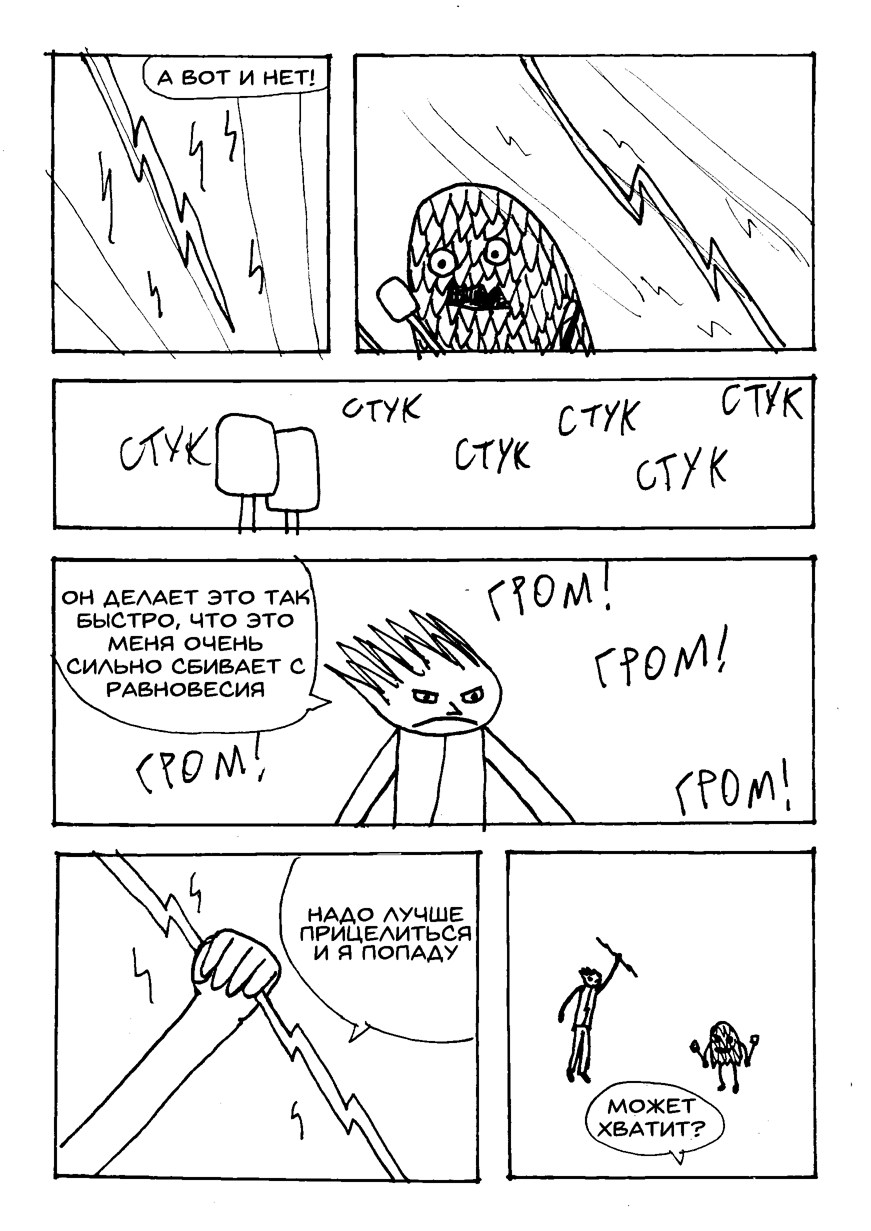 А ВОТ И НЕТ!
СТУК
СТУК
СТУК
СТУК
СТУК
СТУК
ОН ДЕЛАЕТ ЭТО ТАК
БЫСТРО, ЧТО ЭТО
МЕНЯ ОЧЕНЬ
СИЛЬНО СБИВАЕТ С
РАВНОВЕСИЯ
ГРОМ!
ГРОМ!
ГРОМ!
ГРОМ!
НАДО ЛУЧШЕ
ПРИЦЕЛИТЬСЯ
И Я ПОПАДУ
МОЖЕТ
ХВАТИТ?